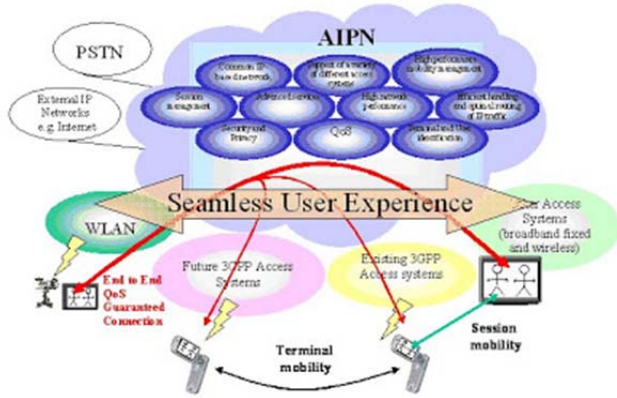 AIPN
PSTN
Common IP
based network
Support of a variety
of different access
systems
High performance
mobility management
External IP
Networks
e.g. Internet
Session
management
Advanced services
High network
performance
Efficient handling
and optimal routing
of IP traffic
Security and
Privacy
QoS
Terminal and User
identification
Seamless User Experience
WLAN
Access
Systems
(broadband fixed
and wireless)
End to End
QoS
Guaranteed
Connection
Future 3GPP Access
Systems
Existing 3GPP
Access systems
Session
mobility
Terminal
mobility